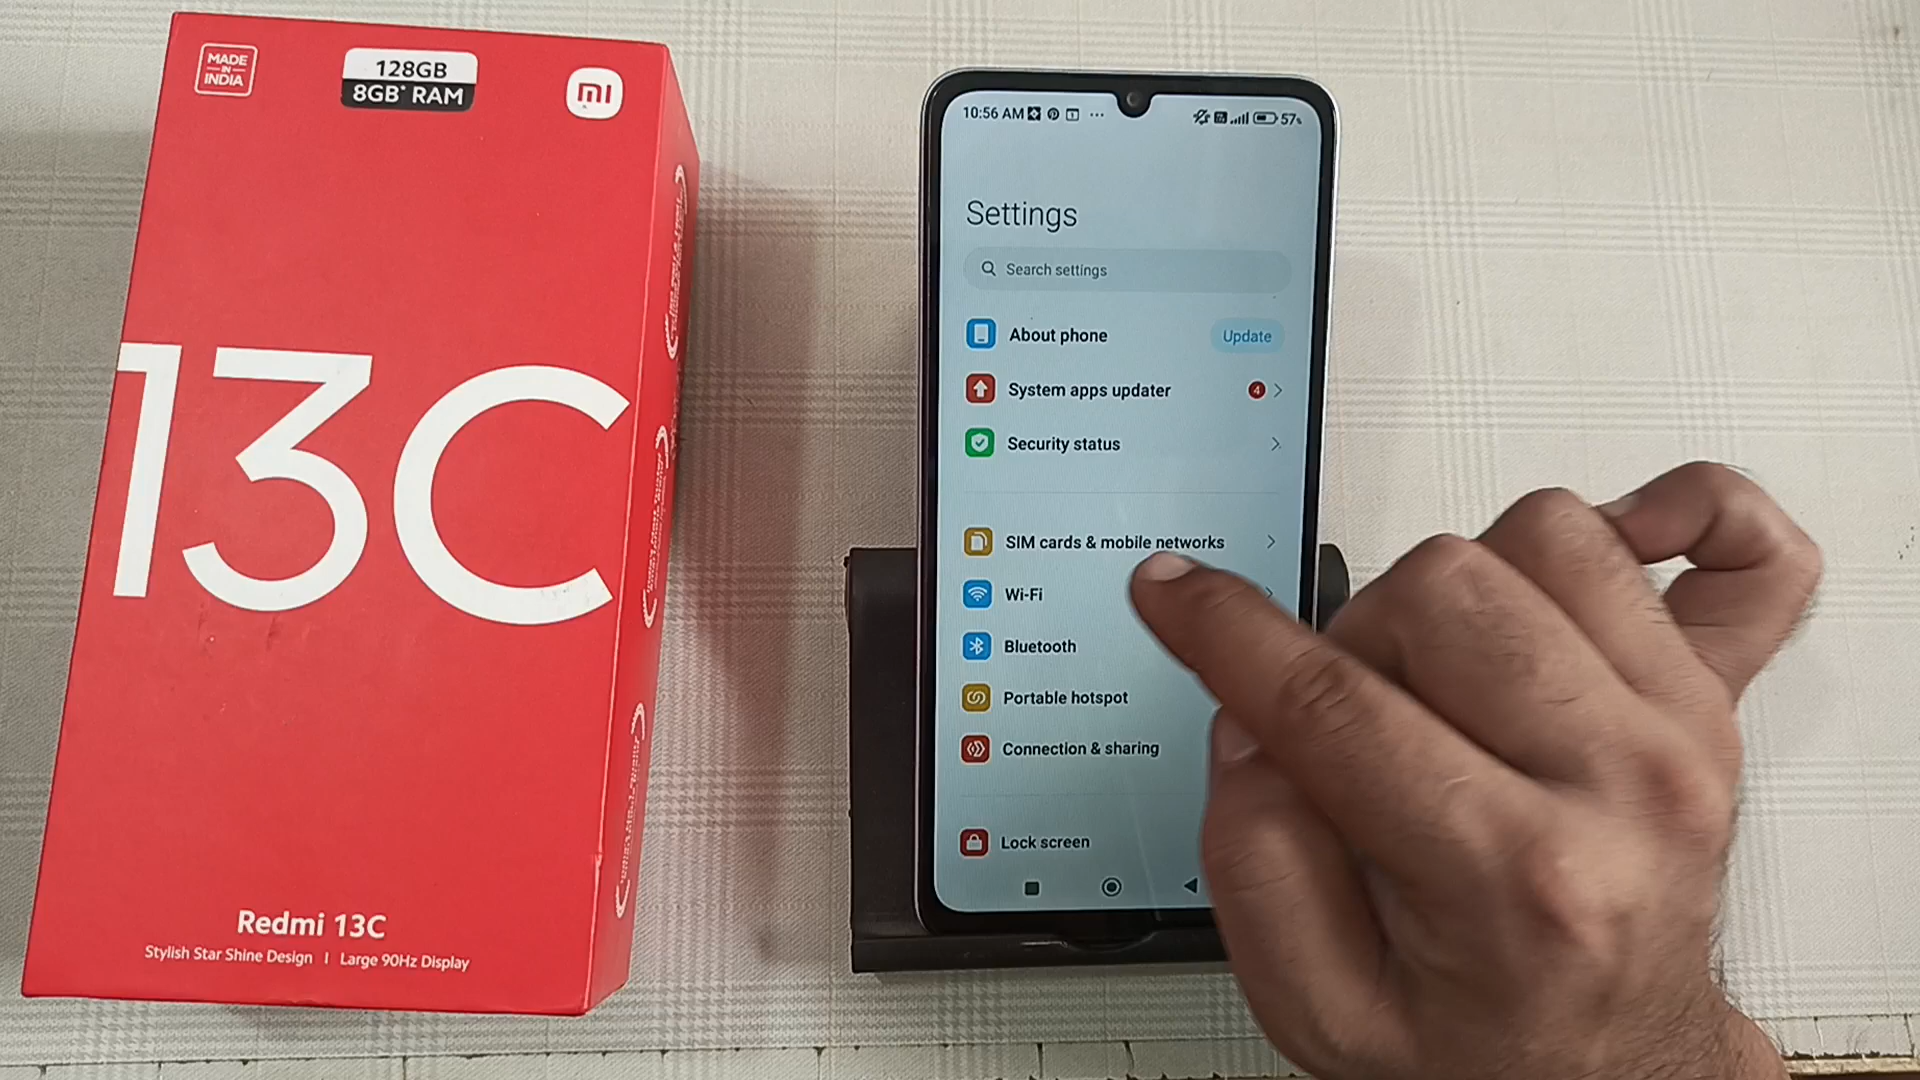 MADE
IN
INDIA
128GB
8GB* RAM
mi
13C
Redmi 13C
Stylish Star Shine Design | Large 90Hz Display
10:56 AM
57%
Settings
Search settings
About phone
Update
System apps updater
4
Security status
SIM cards & mobile networks
Wi-Fi
Bluetooth
Portable hotspot
Connection & sharing
Lock screen